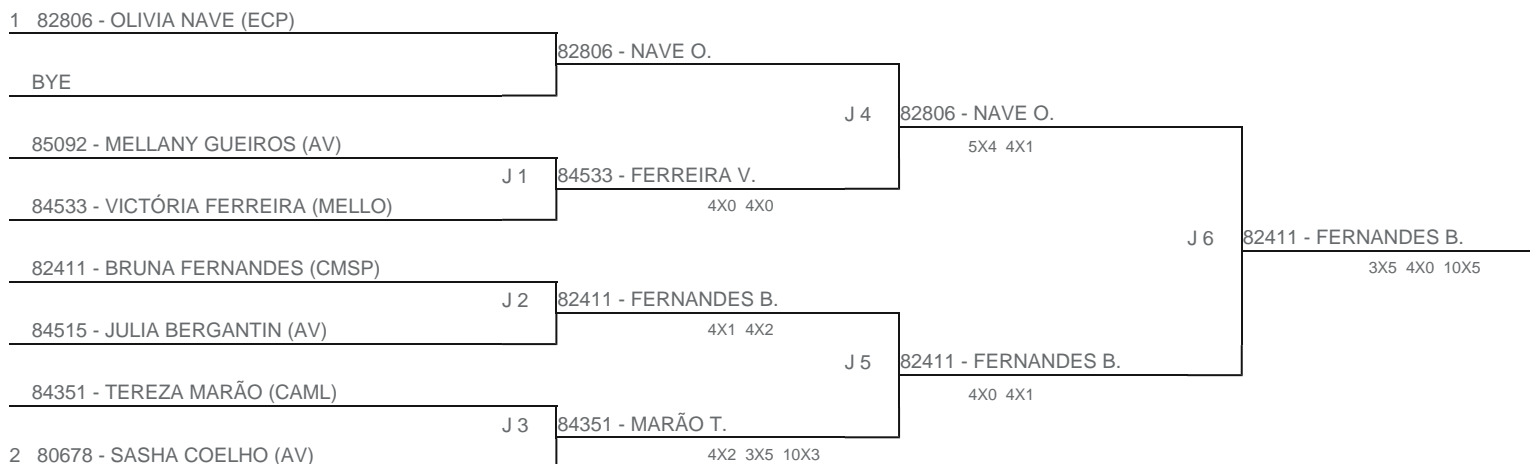 1 82806 - OLIVIA NAVE (ECP)
82806 - NAVE O.
BYE
J 4 82806 - NAVE O.
85092 - MELLANY GUEIROS (AV)
5X4 4X1
J 1 84533 - FERREIRA V.
84533 - VICTÓRIA FERREIRA (MELLO)
4X0 4X0
J 6 82411 - FERNANDES B.
82411 - BRUNA FERNANDES (CMSP)
3X5 4X0 10X5
J 2 82411 - FERNANDES B.
84515 - JULIA BERGANTIN (AV)
4X1 4X2
J 5 82411 - FERNANDES B.
84351 - TEREZA MARÃO (CAML)
4X0 4X1
J 3 84351 - MARÃO T.
2 80678 - SASHA COELHO (AV)
4X2 3X5 10X3